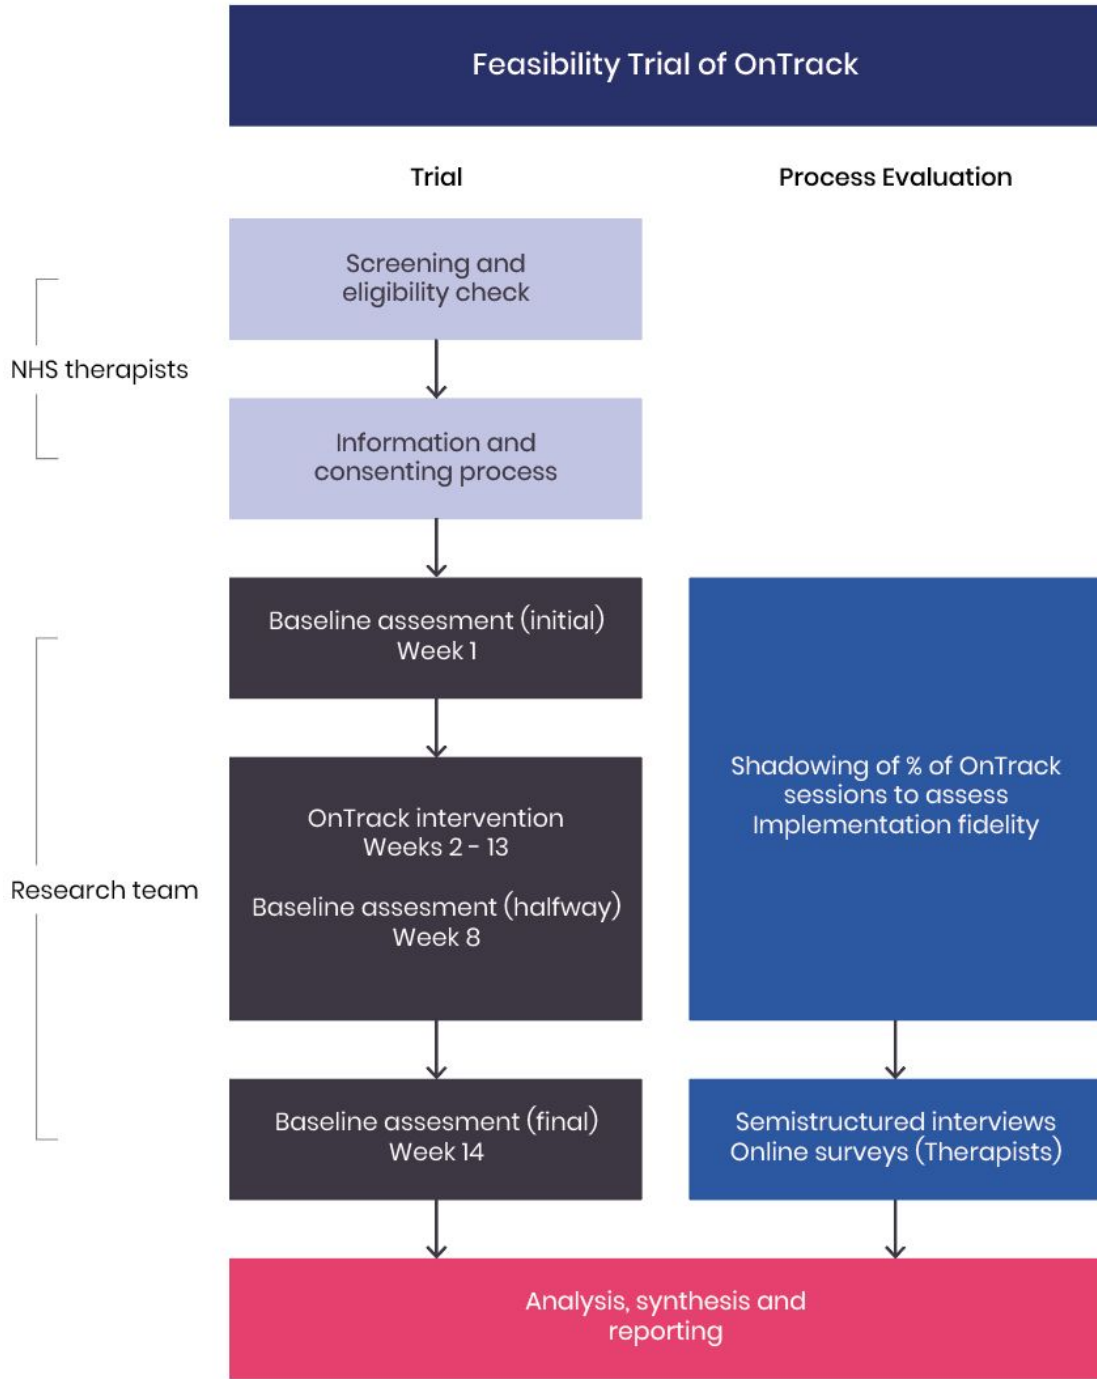 Feasibility Trial of OnTrack
Trial
Process Evaluation
Screening and
eligibility check
NHS therapists
Information and
consenting process
Baseline assesment (initial)
Week 1
OnTrack intervention
Weeks 2 - 13
Baseline assesment (halfway)
Week 8
Shadowing of % of OnTrack
sessions to assess
Implementation fidelity
Research team
Baseline assesment (final)
Week 14
Semistructured interviews
Online surveys (Therapists)
Analysis, synthesis and
reporting